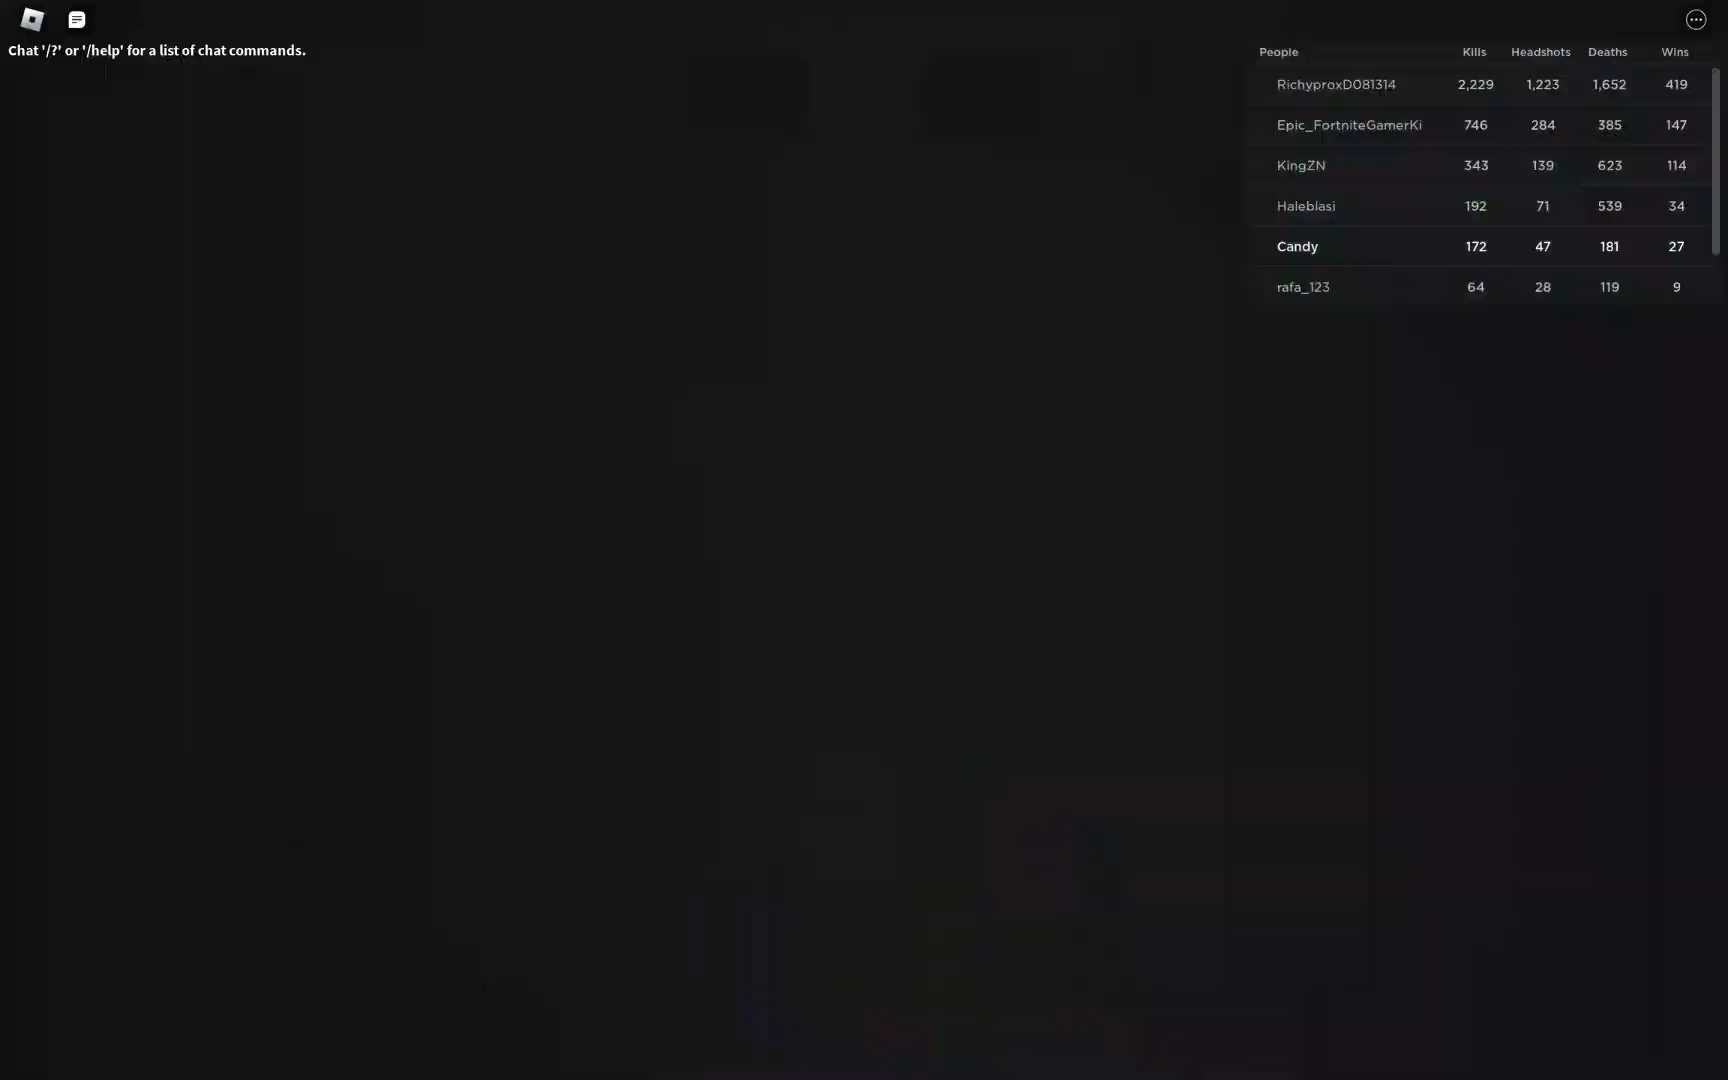 Chat '/?' or '/help' for a list of chat commands.
People Kills Headshots Deaths Wins
RichyproxD081314 2,229 1,223 1,652 419
Epic_FortniteGamerKi 746 284 385 147
KingZN 343 139 623 114
Haleblasi 192 71 539 34
Candy 172 47 181 27
rafa_123 64 28 119 9